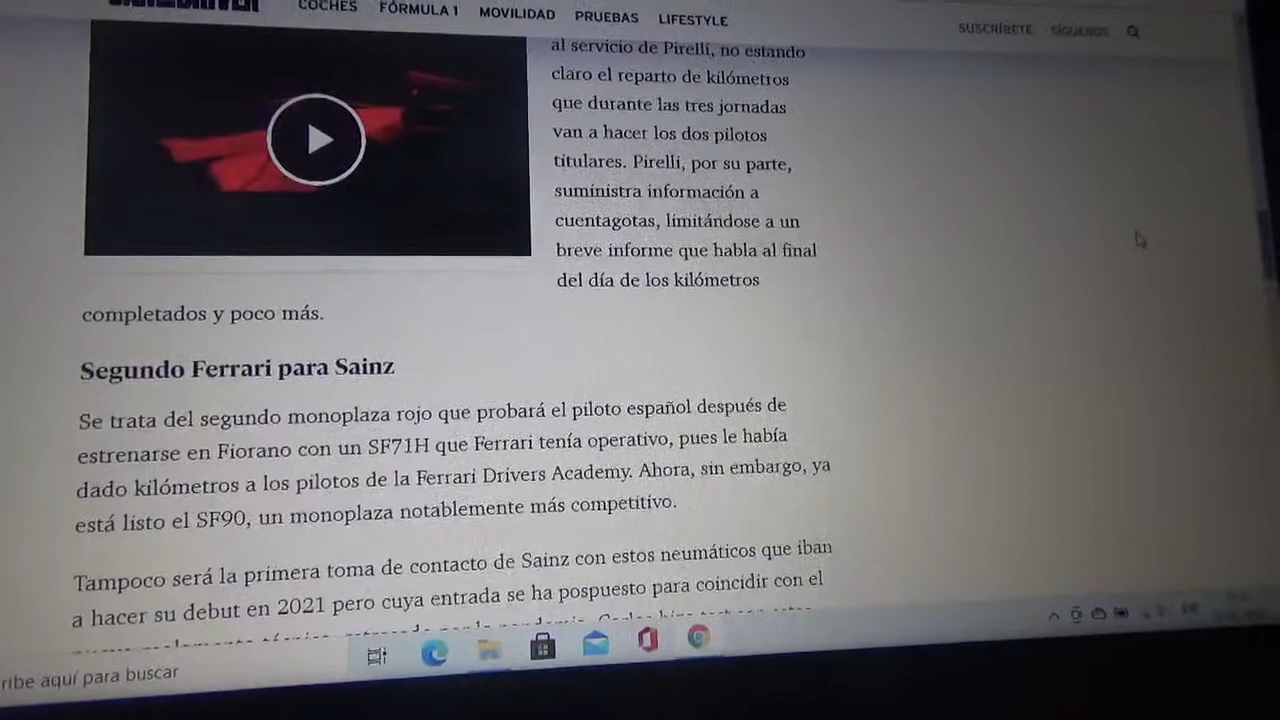 COCHES FÓRMULA 1 MOVILIDAD PRUEBAS LIFESTYLE
SUSCRÍBETE SÍGUENOS
al servicio de Pirelli, no estando
claro el reparto de kilómetros
que durante las tres jornadas
van a hacer los dos pilotos
titulares. Pirelli, por su parte,
suministra información a
cuentagotas, limitándose a un
breve informe que habla al final
del día de los kilómetros
completados y poco más.
Segundo Ferrari para Sainz
Se trata del segundo monoplaza rojo que probará el piloto español después de
estrenarse en Fiorano con un SF71H que Ferrari tenía operativo, pues le había
dado kilómetros a los pilotos de la Ferrari Drivers Academy. Ahora, sin embargo, ya
está listo el SF90, un monoplaza notablemente más competitivo.
Tampoco será la primera toma de contacto de Sainz con estos neumáticos que iban
a hacer su debut en 2021 pero cuya entrada se ha pospuesto para coincidir con el
ribe aquí para buscar